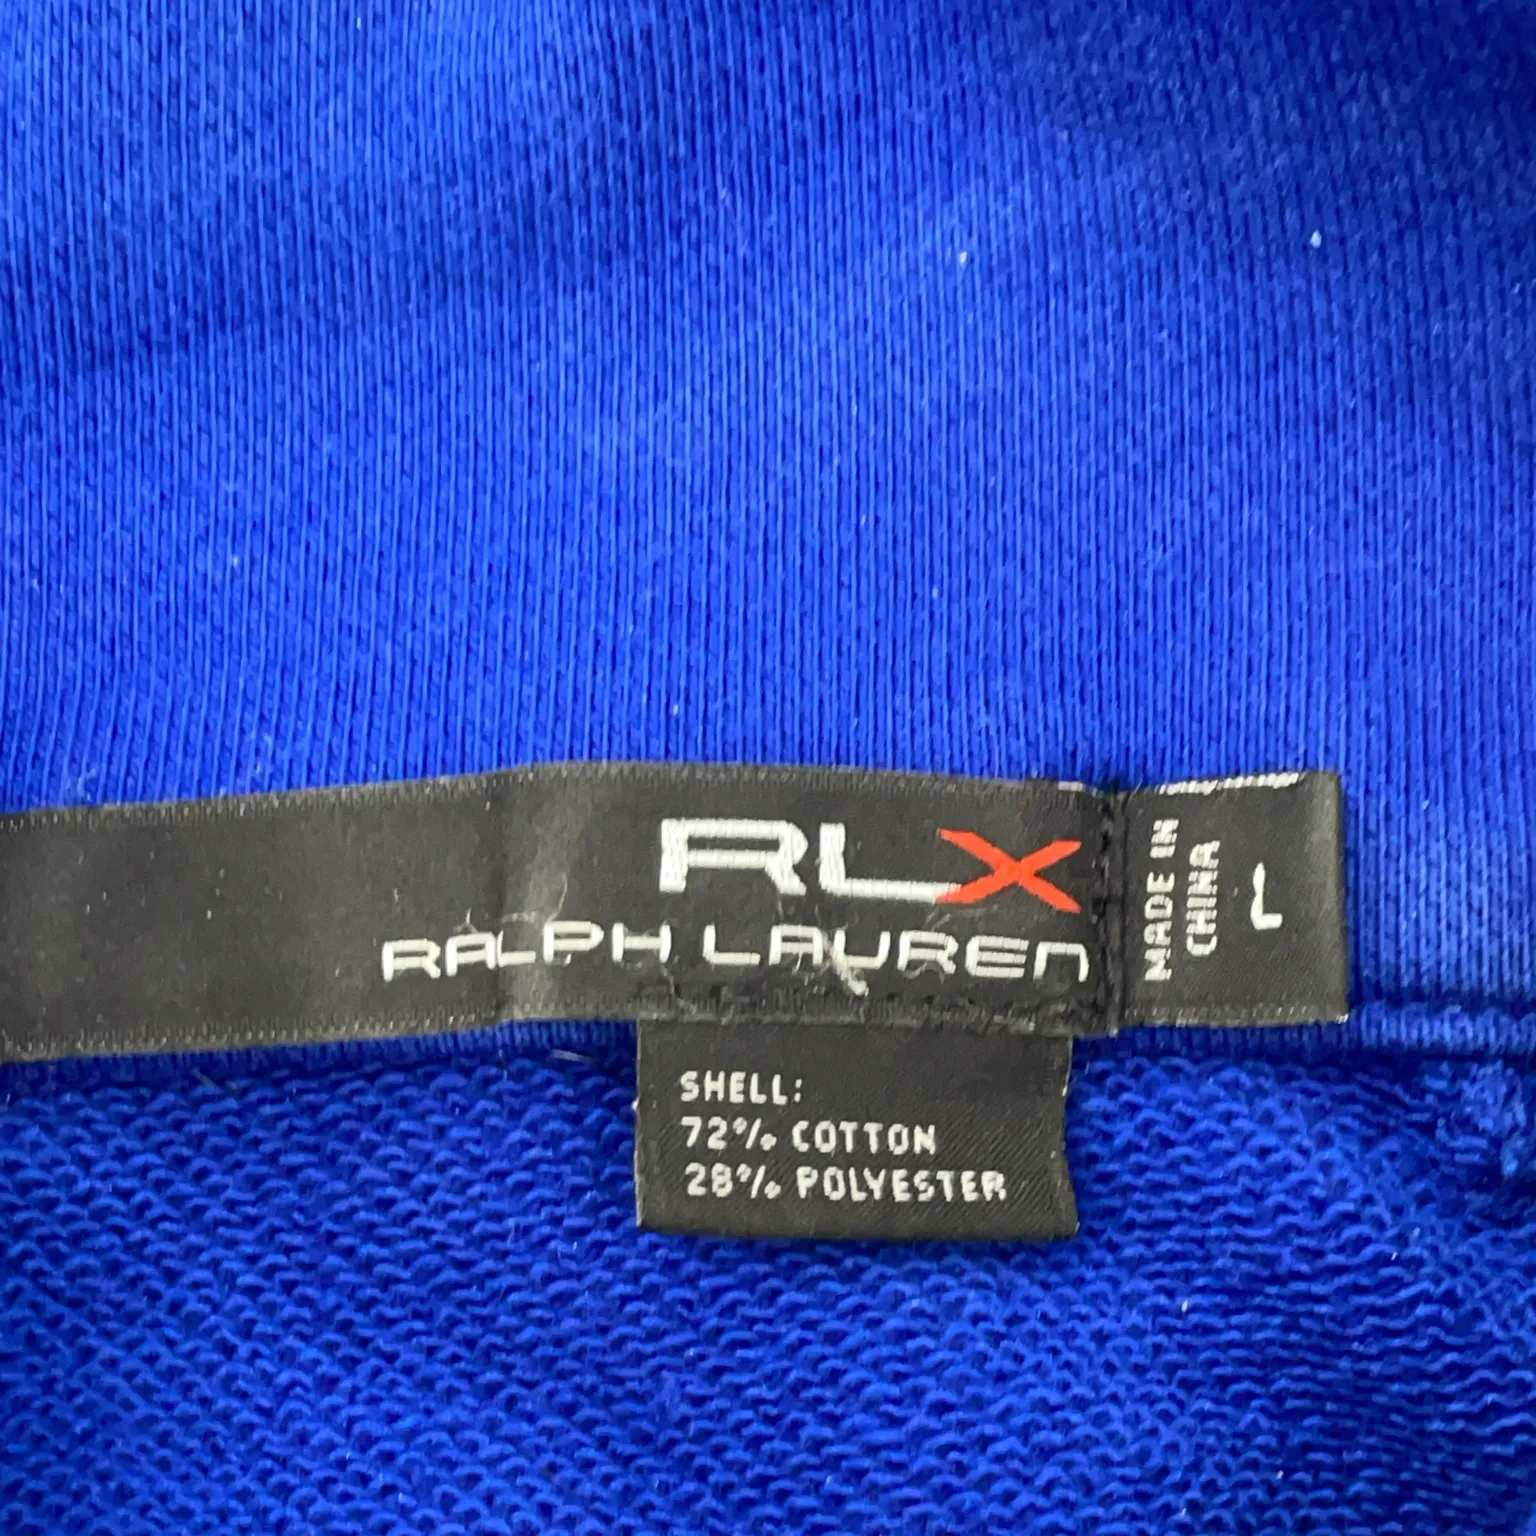 RLX
RALPH LAUREN
MADE IN
CHINA
L
SHELL:
72% COTTON
28% POLYESTER